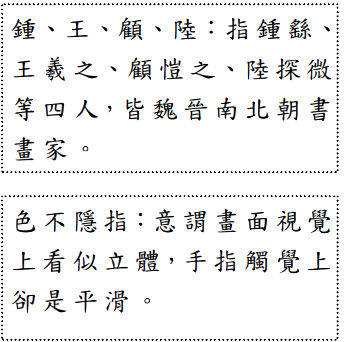 鍾、王、顧、陸：指鍾繇、
王羲之、顧愷之、陸探微
等四人，皆魏晉南北朝書
畫家。
色不隱指：意謂畫面視覺
上看似立體，手指觸覺上
卻是平滑。